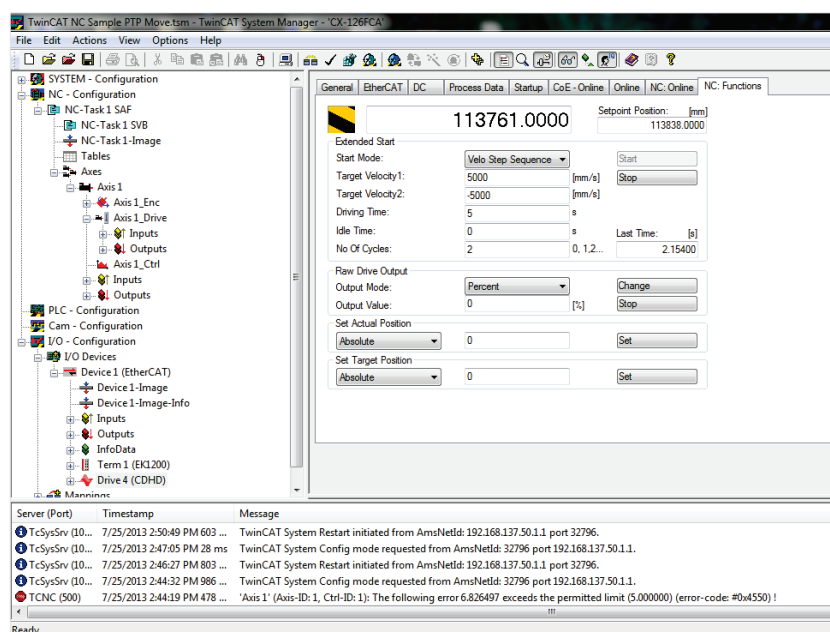 TwinCAT NC Sample PTP Move.tsm - TwinCAT System Manager - 'CX-126FCA'
File Edit Actions View Options Help
SYSTEM - Configuration
NC - Configuration
NC-Task 1 SAF
NC-Task 1 SVB
NC-Task 1-Image
Tables
Axes
Axis 1
Axis 1_Enc
Axis 1_Drive
Inputs
Outputs
Axis 1_Ctrl
Inputs
Outputs
PLC - Configuration
Cam - Configuration
I/O - Configuration
I/O Devices
Device 1 (EtherCAT)
Device 1-Image
Device 1-Image-Info
Inputs
Outputs
InfoData
Term 1 (EK1200)
Drive 4 (CDHD)
Mappings
General EtherCAT DC Process Data Startup CoE - Online Online NC: Online NC: Functions
113761.0000 Setpoint Position: [mm]
113838.0000
Extended Start
Start Mode: Velo Step Sequence Start
Target Velocity1: 5000 [mm/s] Stop
Target Velocity2: -5000 [mm/s]
Driving Time: 5 s
Idle Time: 0 s Last Time: [s]
No Of Cycles: 2 0, 1,2... 2.15400
Raw Drive Output
Output Mode: Percent Change
Output Value: 0 [%] Stop
Set Actual Position
Absolute 0 Set
Set Target Position
Absolute 0 Set
Server (Port) Timestamp Message
TcSysSrv (10... 7/25/2013 2:50:49 PM 603 ... TwinCAT System Restart initiated from AmsNetId: 192.168.137.50.1.1 port 32796.
TcSysSrv (10... 7/25/2013 2:47:05 PM 28 ms TwinCAT System Config mode requested from AmsNetId: 32796 port 192.168.137.50.1.1.
TcSysSrv (10... 7/25/2013 2:46:27 PM 803 ... TwinCAT System Restart initiated from AmsNetId: 192.168.137.50.1.1 port 32796.
TcSysSrv (10... 7/25/2013 2:44:32 PM 986 ... TwinCAT System Config mode requested from AmsNetId: 32796 port 192.168.137.50.1.1.
TCNC (500) 7/25/2013 2:44:19 PM 478 ... 'Axis 1' (Axis-ID: 1, Ctrl-ID: 1): The following error 6.826497 exceeds the permitted limit (5.000000) (error-code: #0x4550) !
Ready